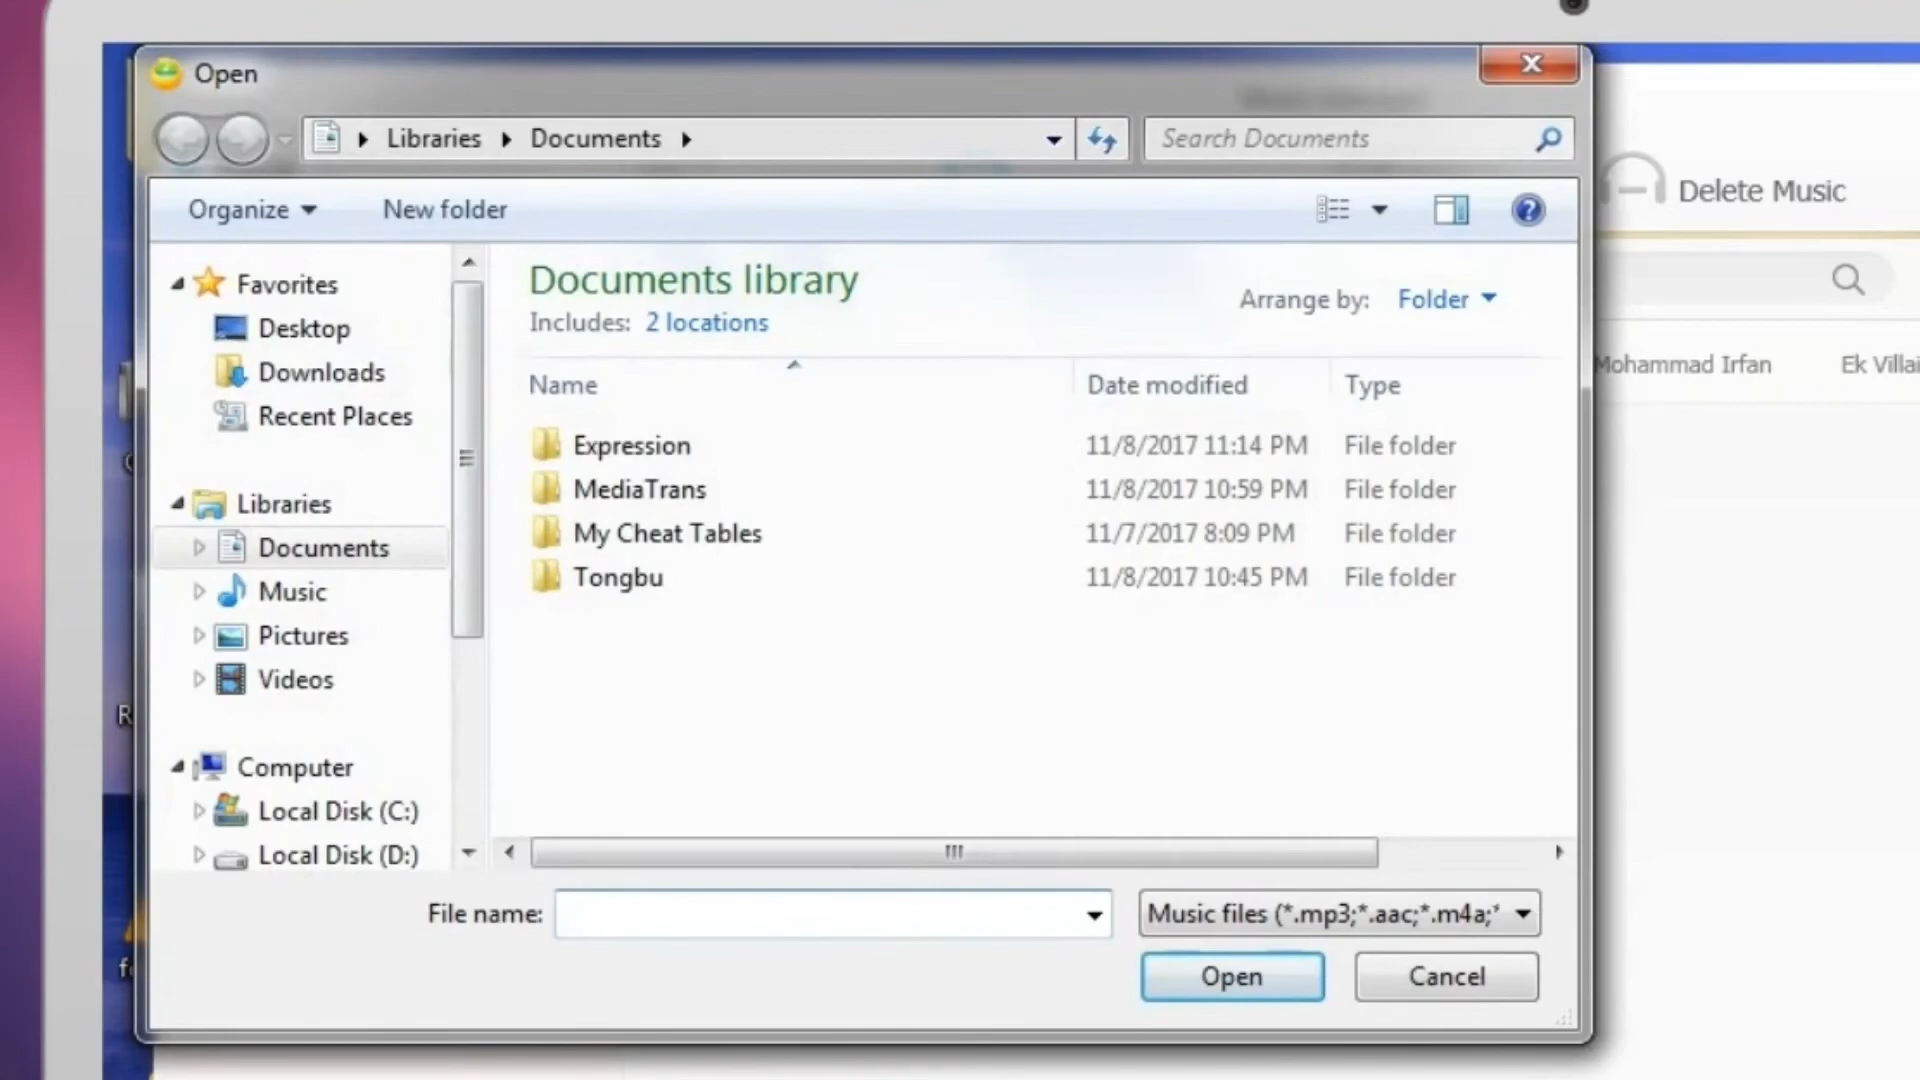 Open
Libraries Documents
Search Documents
Delete Music
Organize
New folder
Favorites
Desktop
Downloads
Recent Places
Libraries
Documents
Music
Pictures
Videos
Computer
Local Disk (C:)
Local Disk (D:)
Documents library
Includes: 2 locations
Arrange by: Folder
Name Date modified Type
Expression 11/8/2017 11:14 PM File folder
MediaTrans 11/8/2017 10:59 PM File folder
My Cheat Tables 11/7/2017 8:09 PM File folder
Tongbu 11/8/2017 10:45 PM File folder
Mohammad Irfan Ek Villai
File name:
Music files (*.mp3;*.aac;*.m4a;*
Open Cancel